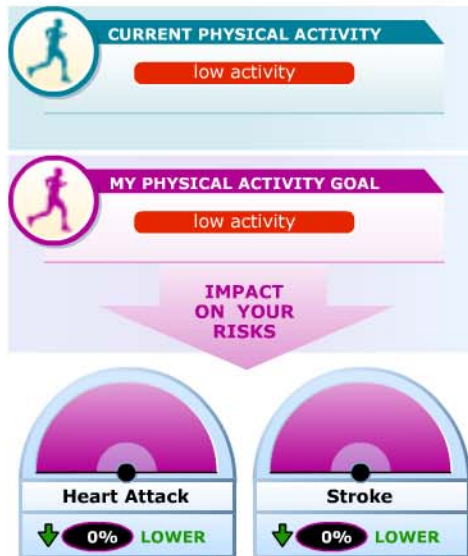 CURRENT PHYSICAL ACTIVITY
low activity
MY PHYSICAL ACTIVITY GOAL
low activity
IMPACT
ON YOUR
RISKS
Heart Attack
0% LOWER
Stroke
0% LOWER